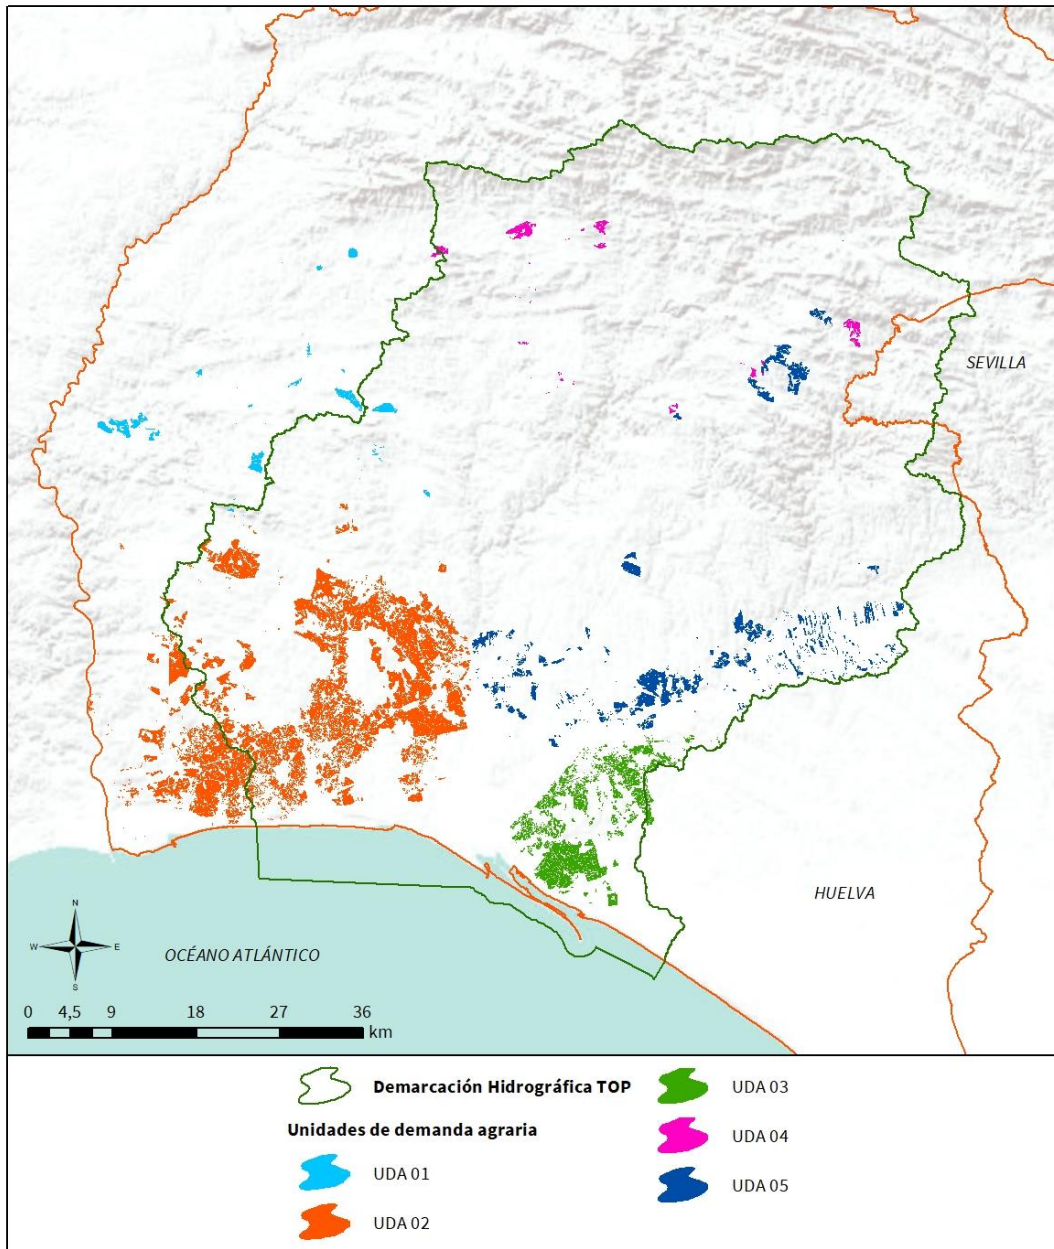 SEVILLA
HUELVA
N
W
E
S
OCÉANO ATLÁNTICO
0 4,5 9 18 27 36
km
Demarcación Hidrográfica TOP
Unidades de demanda agraria
UDA 01
UDA 02
UDA 03
UDA 04
UDA 05